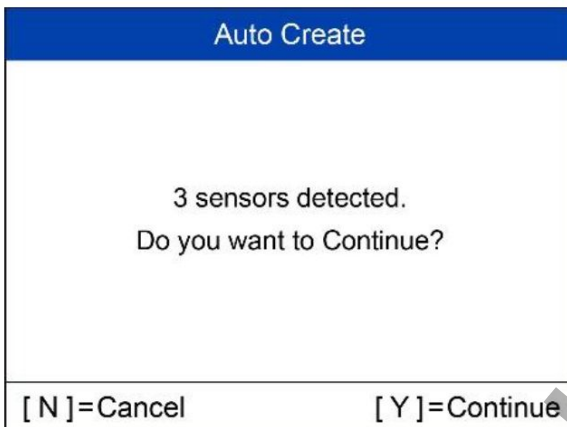 Auto Create
3 sensors detected.
Do you want to Continue?
[ N ]=Cancel [ Y ]=Continue